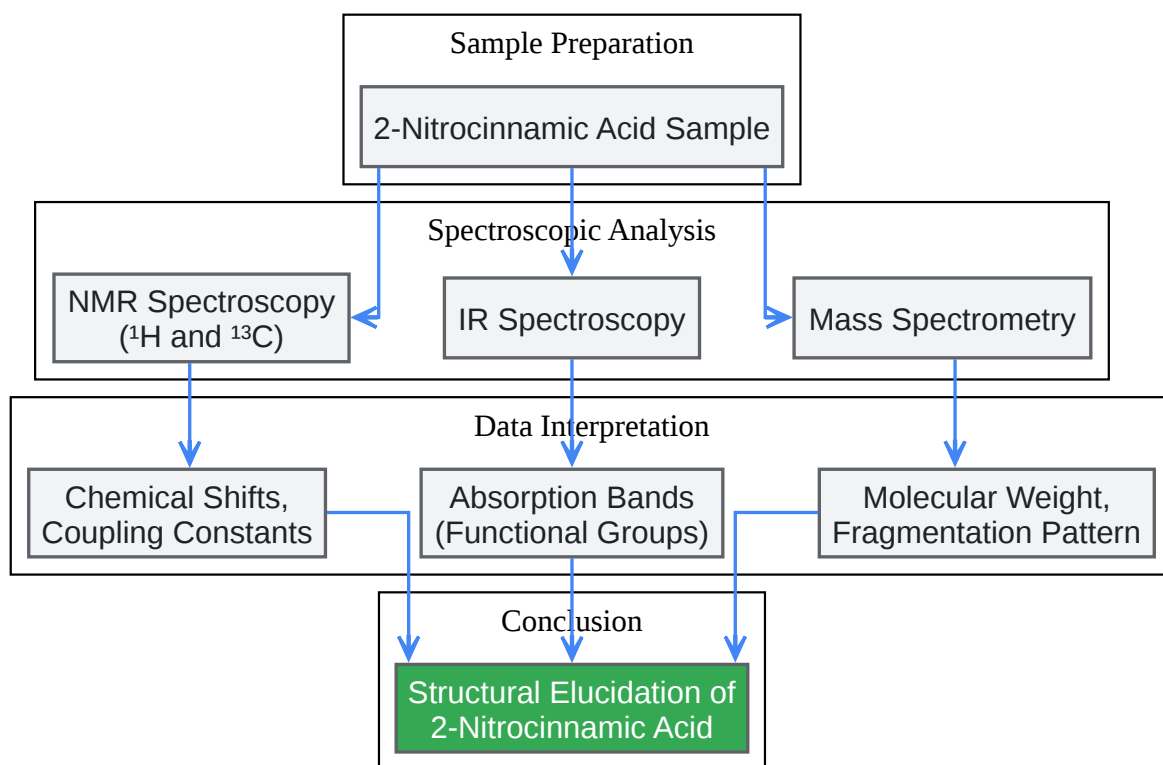 Sample Preparation
2-Nitrocinnamic Acid Sample
Spectroscopic Analysis
NMR Spectroscopy
(¹H and ¹³C)
IR Spectroscopy
Mass Spectrometry
Data Interpretation
Chemical Shifts,
Coupling Constants
Absorption Bands
(Functional Groups)
Molecular Weight,
Fragmentation Pattern
Conclusion
Structural Elucidation of
2-Nitrocinnamic Acid